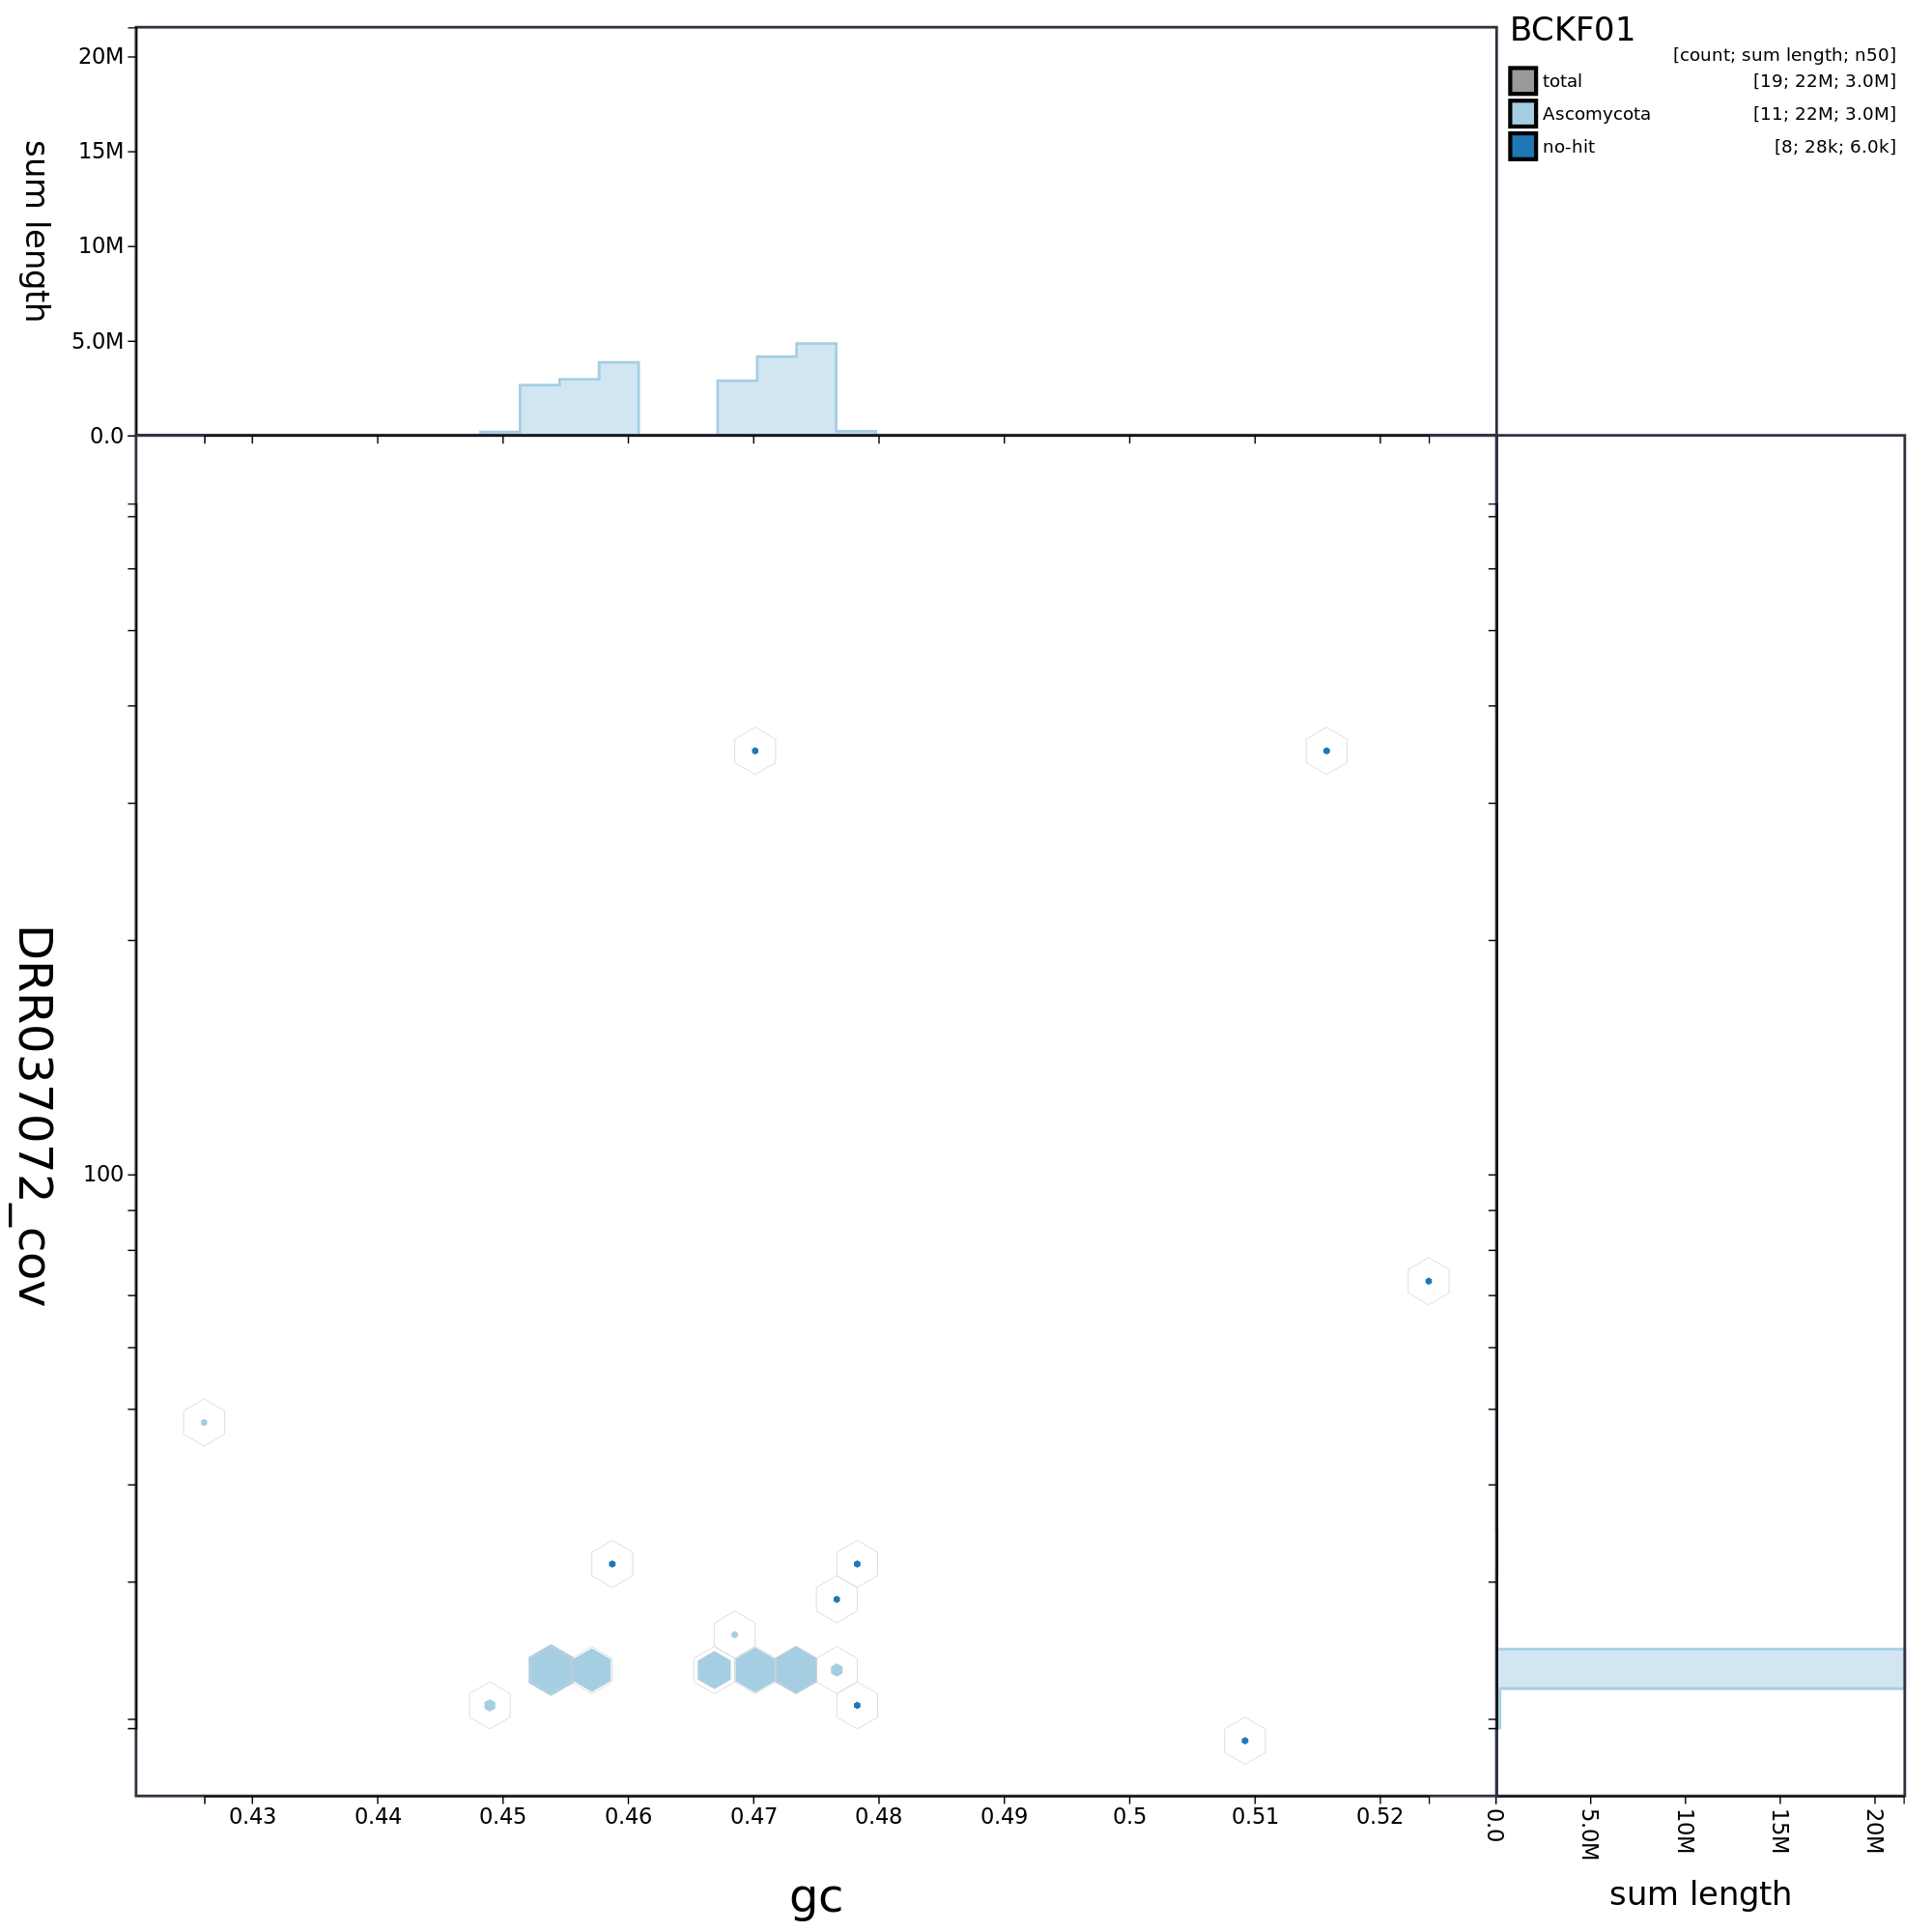 BCKF01
[count; sum length; n50]
total [19; 22M; 3.0M]
Ascomycota [11; 22M; 3.0M]
no-hit [8; 28k; 6.0k]
20M
15M
10M
5.0M
0.0
sum length
100
DRR037072_cov
0.43 0.44 0.45 0.46 0.47 0.48 0.49 0.5 0.51 0.52
gc
0.0 5.0M 10M 15M 20M
sum length